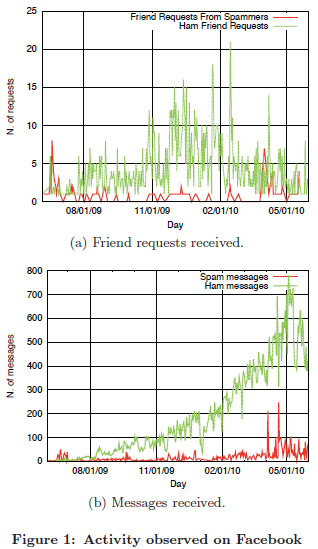 25
20
15
10
5
0
N. of requests
Friend Requests From Spammers
Ham Friend Requests
08/01/09 11/01/09 02/01/10 05/01/10
Day
(a) Friend requests received.
800
700
600
500
400
300
200
100
0
N. of messages
Spam messages
Ham messages
08/01/09 11/01/09 02/01/10 05/01/10
Day
(b) Messages received.
Figure 1: Activity observed on Facebook